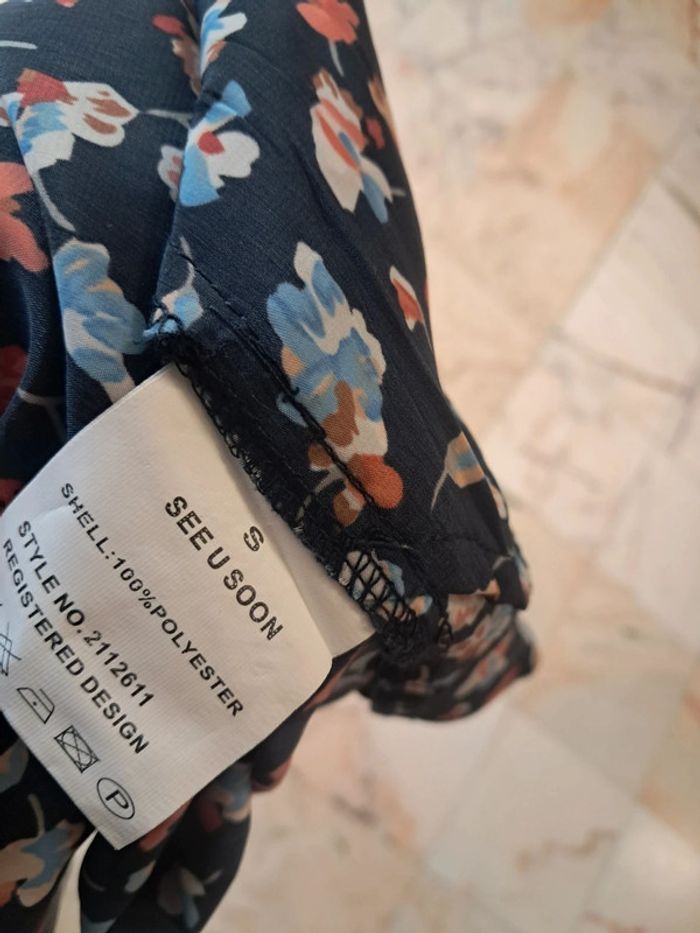 S
SEE U SOON
SHELL:100%POLYESTER
STYLE NO.2112611
REGISTERED DESIGN
P